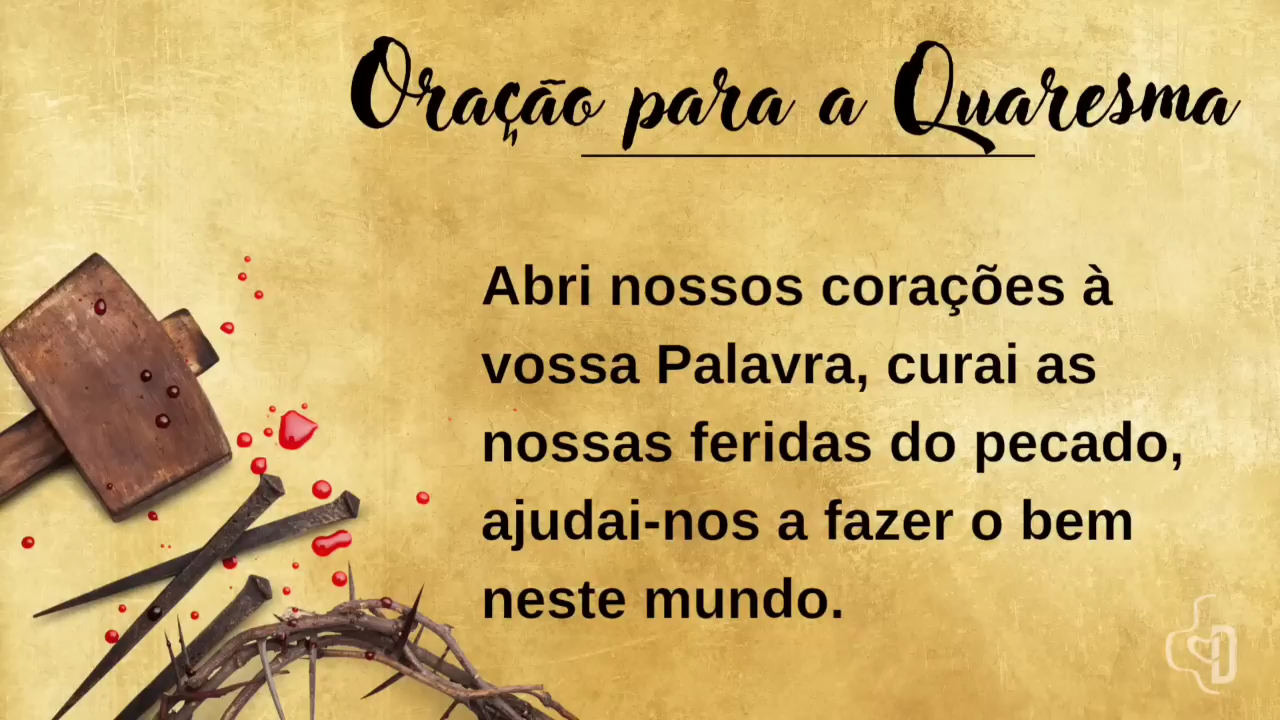 Oração para a Quaresma
Abri nossos corações à
vossa Palavra, curai as
nossas feridas do pecado,
ajudai-nos a fazer o bem
neste mundo.